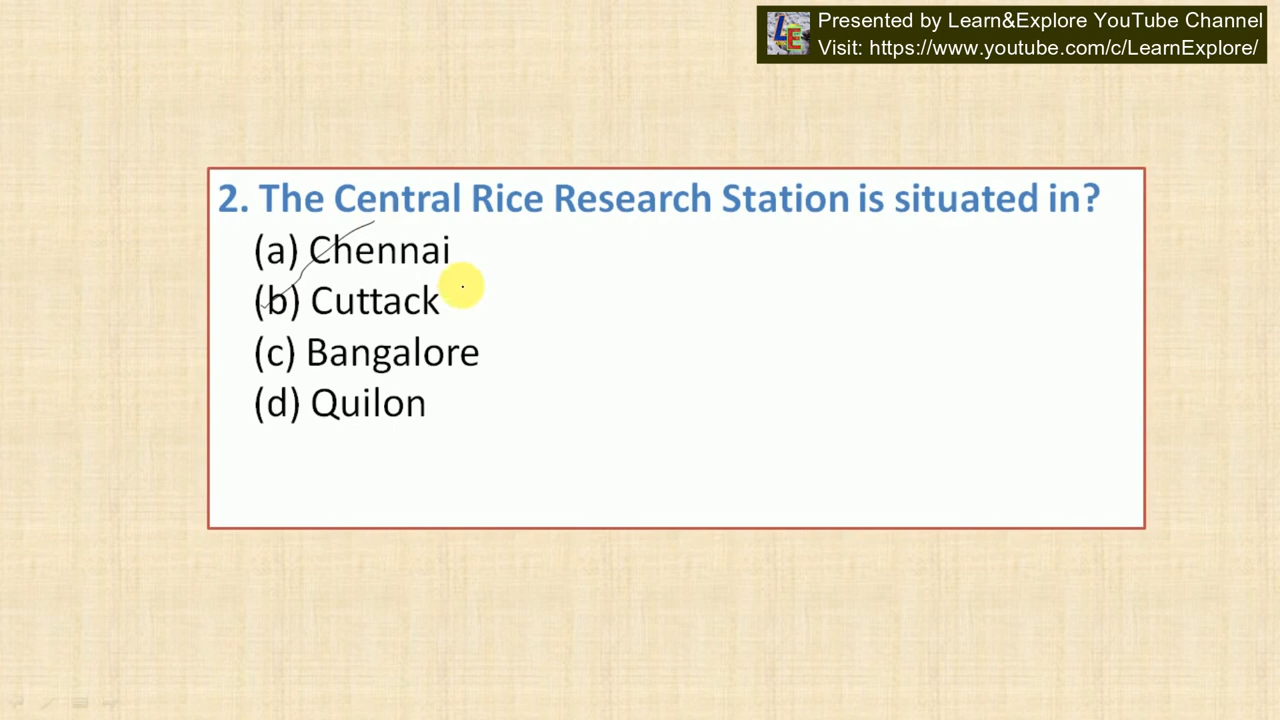 Presented by Learn&Explore YouTube Channel
Visit: https://www.youtube.com/c/LearnExplore/
LE
2. The Central Rice Research Station is situated in?
(a) Chennai
(b) Cuttack
(c) Bangalore
(d) Quilon